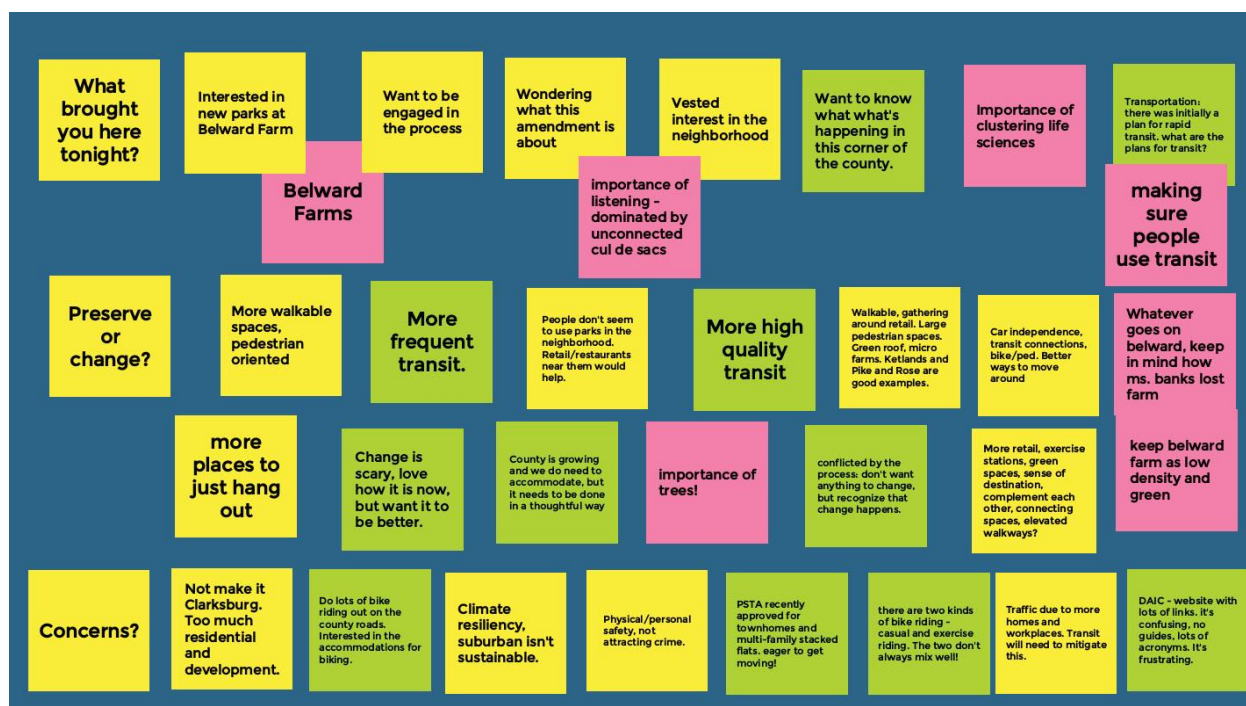 What
brought
you here
tonight?
Interested in
new parks at
Belward Farm
Want to be
engaged in
the process
Wondering
what this
amendment is
about
Vested
interest in the
neighborhood
Want to know
what what's
happening in
this corner of
the county.
Importance of
clustering life
sciences
Transportation:
there was initially a
plan for rapid
transit. what are the
plans for transit?
Belward
Farms
importance of
listening -
dominated by
unconnected
cul de sacs
making
sure
people
use transit
Preserve
or
change?
More walkable
spaces,
pedestrian
oriented
More
frequent
transit.
People don't seem
to use parks in the
neighborhood.
Retail/restaurants
near them would
help.
More high
quality
transit
Walkable, gathering
around retail. Large
pedestrian spaces.
Green roof, micro
farms. Ketlands and
Pike and Rose are
good examples.
Car independence,
transit connections,
bike/ped. Better
ways to move
around
Whatever
goes on
belward, keep
in mind how
ms. banks lost
farm
more
places to
just hang
out
Change is
scary, love
how it is now,
but want it to
be better.
County is growing
and we do need to
accommodate, but
it needs to be done
in a thoughtful way
importance of
trees!
conflicted by the
process: don't want
anything to change,
but recognize that
change happens.
More retail, exercise
stations, green
spaces, sense of
destination,
complement each
other, connecting
spaces, elevated
walkways?
keep belward
farm as low
density and
green
Concerns?
Not make it
Clarksburg.
Too much
residential
and
development.
Do lots of bike
riding out on the
county roads.
Interested in the
accommodations for
biking.
Climate
resiliency,
suburban isn't
sustainable.
Physical/personal
safety, not
attracting crime.
PSTA recently
approved for
townhomes and
multi-family stacked
flats. eager to get
moving!
there are two kinds
of bike riding -
casual and exercise
riding. The two don't
always mix well!
Traffic due to more
homes and
workplaces. Transit
will need to mitigate
this.
DAIC - website with
lots of links. it's
confusing, no
guides, lots of
acronyms. It's
frustrating.